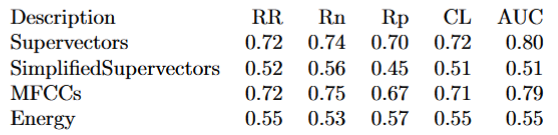 Description RR Rn Rp CL AUC
Supervectors 0.72 0.74 0.70 0.72 0.80
SimplifiedSupervectors 0.52 0.56 0.45 0.51 0.51
MFCCs 0.72 0.75 0.67 0.71 0.79
Energy 0.55 0.53 0.57 0.55 0.55